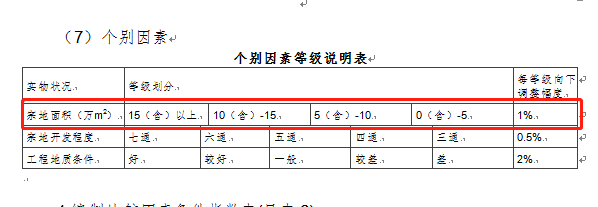 （7）个别因素
个别因素等级说明表
实物状况 等级划分 每等级向下调整幅度
宗地面积（万m²） 15（含）以上 10（含）-15 5（含）-10 0（含）-5 1%
宗地开发程度 七通 六通 五通 四通 三通 0.5%
工程地质条件 好 较好 一般 较差 差 2%